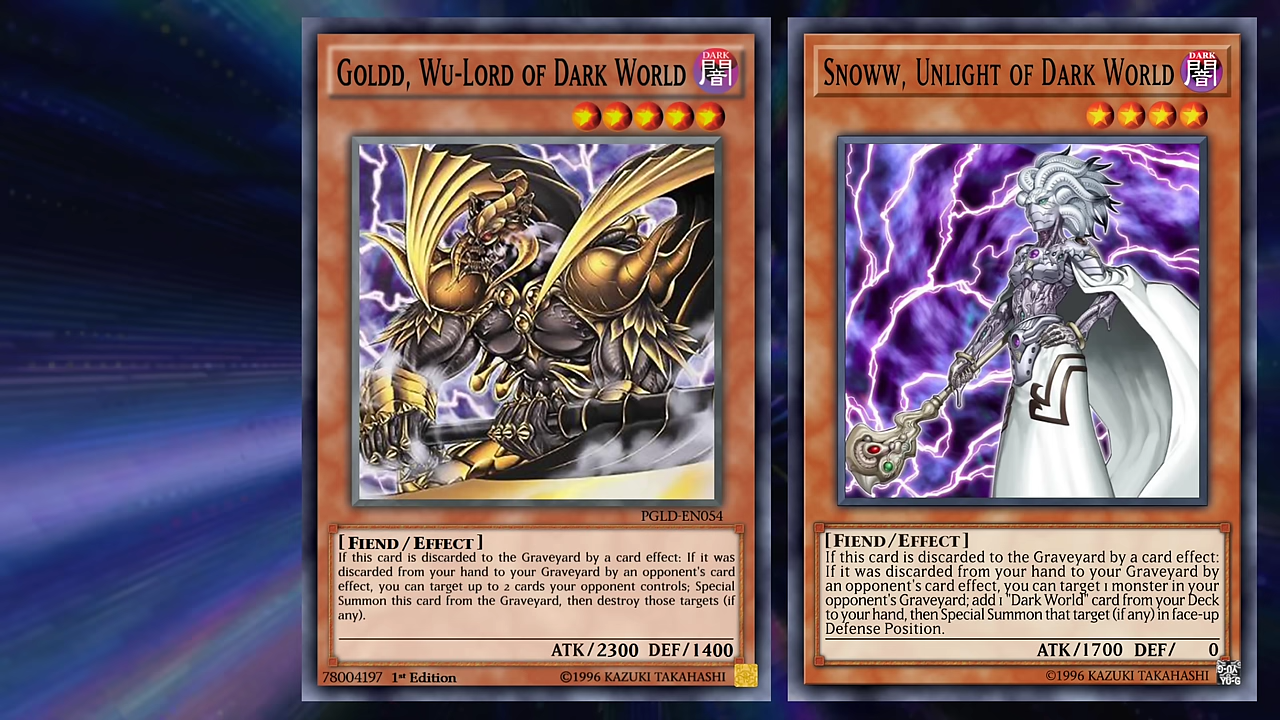 Goldd, Wu-Lord of Dark World
DARK
闇
PGLD-EN054
[ Fiend / Effect ]
If this card is discarded to the Graveyard by a card effect: If it was
discarded from your hand to your Graveyard by an opponent's card
effect, you can target up to 2 cards your opponent controls; Special
Summon this card from the Graveyard, then destroy those targets (if
any).
ATK/2300 DEF/1400
78004197 1st Edition ©1996 KAZUKI TAKAHASHI
Snoww, Unlight of Dark World
DARK
闇
[ Fiend / Effect ]
If this card is discarded to the Graveyard by a card effect:
If it was discarded from your hand to your Graveyard by
an opponent's card effect, you can target 1 monster in your
opponent's Graveyard; add 1 "Dark World" card from your Deck
to your hand, then Special Summon that target (if any) in face-up
Defense Position.
ATK/1700 DEF/ 0
©1996 KAZUKI TAKAHASHI